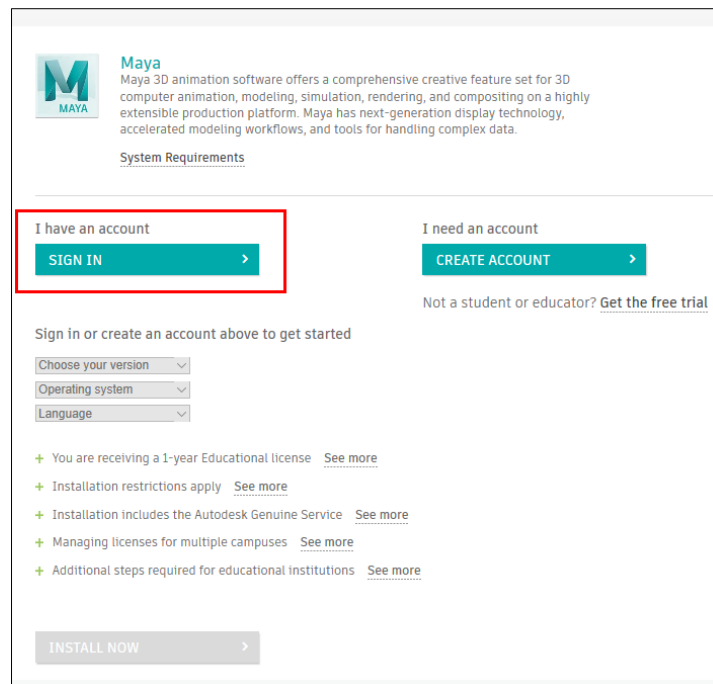 Maya
Maya 3D animation software offers a comprehensive creative feature set for 3D
computer animation, modeling, simulation, rendering, and compositing on a highly
extensible production platform. Maya has next-generation display technology,
accelerated modeling workflows, and tools for handling complex data.
MAYA
System Requirements
I have an account
SIGN IN
I need an account
CREATE ACCOUNT
Not a student or educator? Get the free trial
Sign in or create an account above to get started
Choose your version
Operating system
Language
+ You are receiving a 1-year Educational license See more
+ Installation restrictions apply See more
+ Installation includes the Autodesk Genuine Service See more
+ Managing licenses for multiple campuses See more
+ Additional steps required for educational institutions See more
INSTALL NOW